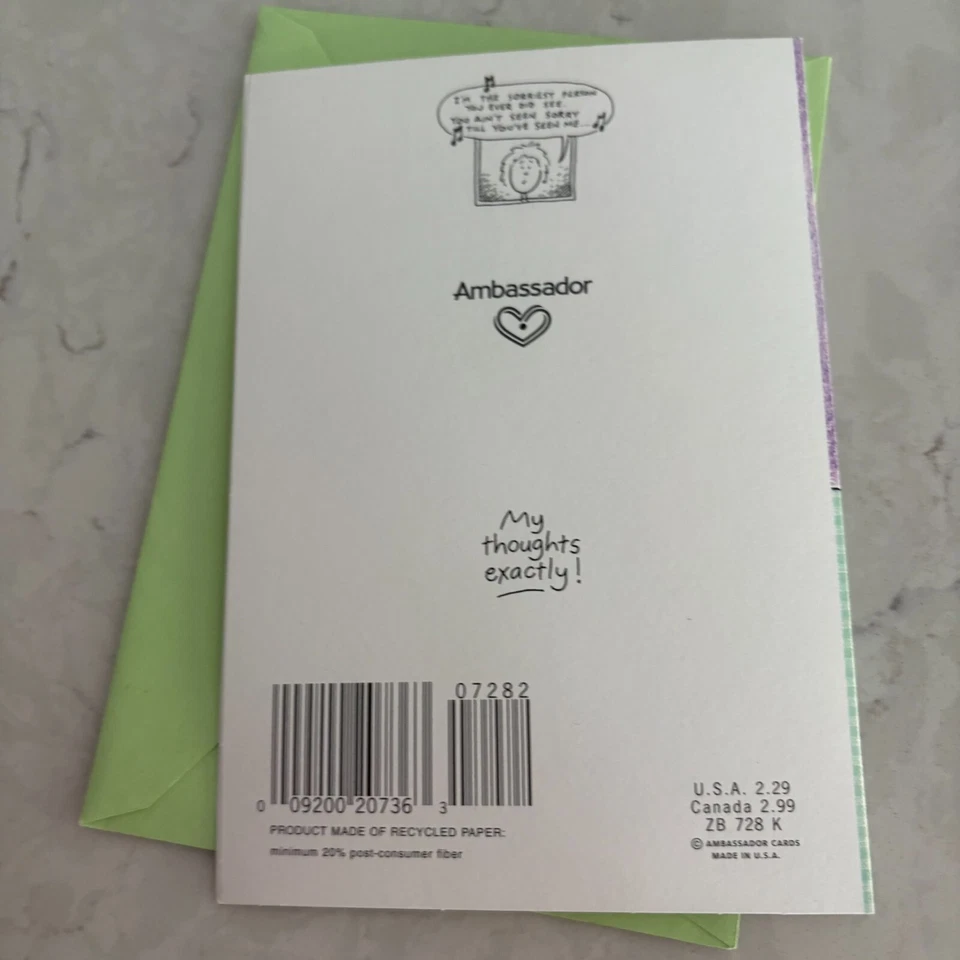 I'M THE SORRIEST PERSON
YOU EVER DID SEE.
YOU AIN'T SEEN SORRY
TILL YOU'VE SEEN ME...
Ambassador
My
thoughts
exactly!
07282
0 09200 20736 3
PRODUCT MADE OF RECYCLED PAPER:
minimum 20% post-consumer fiber
U.S.A. 2.29
Canada 2.99
ZB 728 K
© AMBASSADOR CARDS
MADE IN U.S.A.